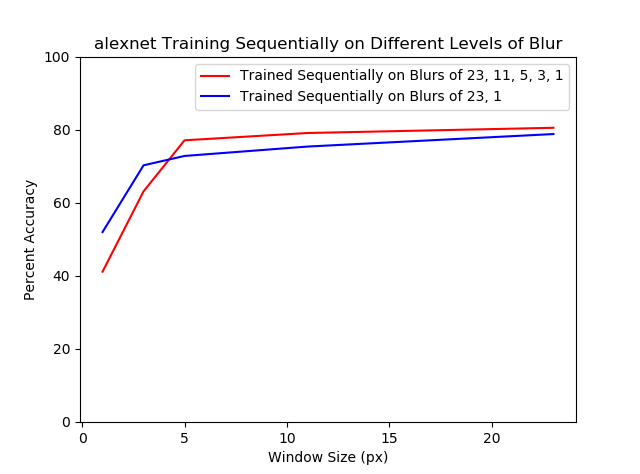 alexnet Training Sequentially on Different Levels of Blur
Trained Sequentially on Blurs of 23, 11, 5, 3, 1
Trained Sequentially on Blurs of 23, 1
Percent Accuracy
100
80
60
40
20
0
0 5 10 15 20
Window Size (px)